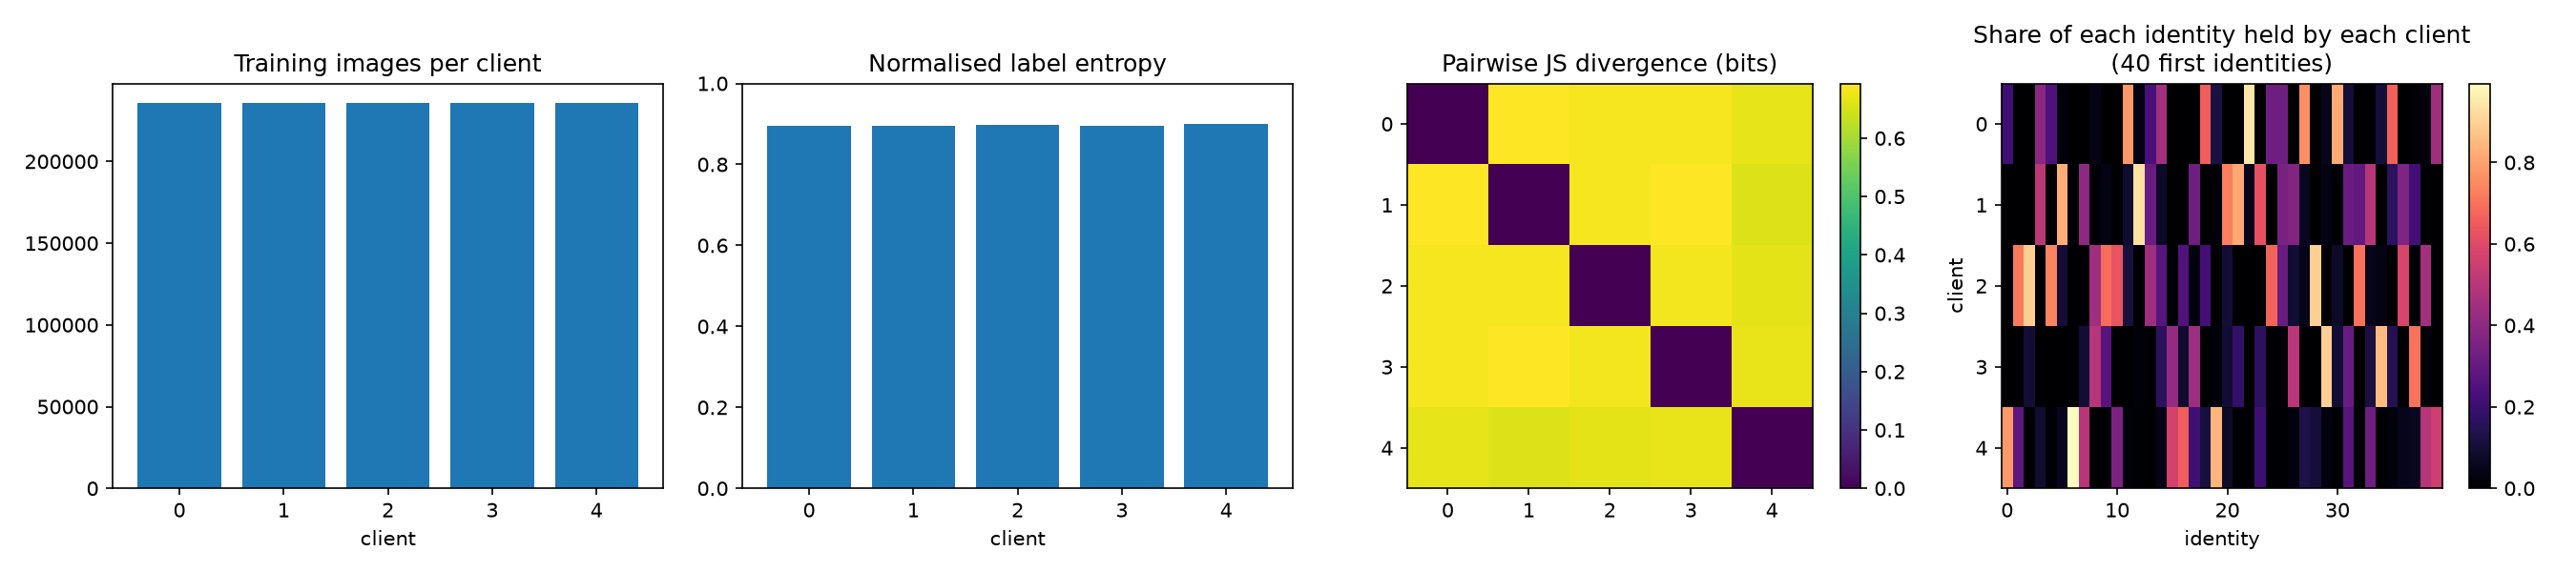 Training images per client
200000
150000
100000
50000
0
0 1 2 3 4
client
Normalised label entropy
1.0
0.8
0.6
0.4
0.2
0.0
0 1 2 3 4
client
Pairwise JS divergence (bits)
0
1
2
3
4
0 1 2 3 4
0.6
0.5
0.4
0.3
0.2
0.1
0.0
Share of each identity held by each client
(40 first identities)
client
0
1
2
3
4
0 10 20 30
identity
0.8
0.6
0.4
0.2
0.0